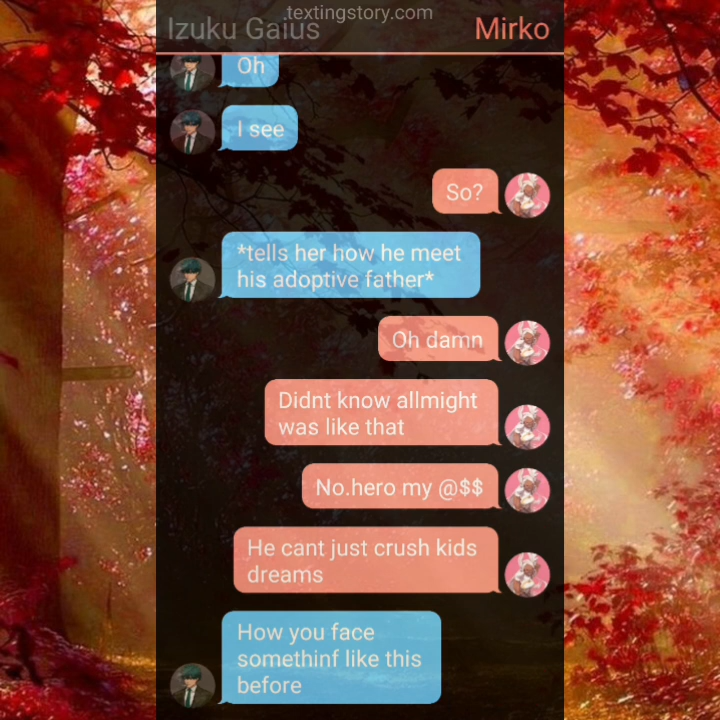 .textingstory.com
Izuku Gaius Mirko
Oh
I see
So?
*tells her how he meet
his adoptive father*
Oh damn
Didnt know allmight
was like that
No.hero my @$$
He cant just crush kids
dreams
How you face
somethinf like this
before